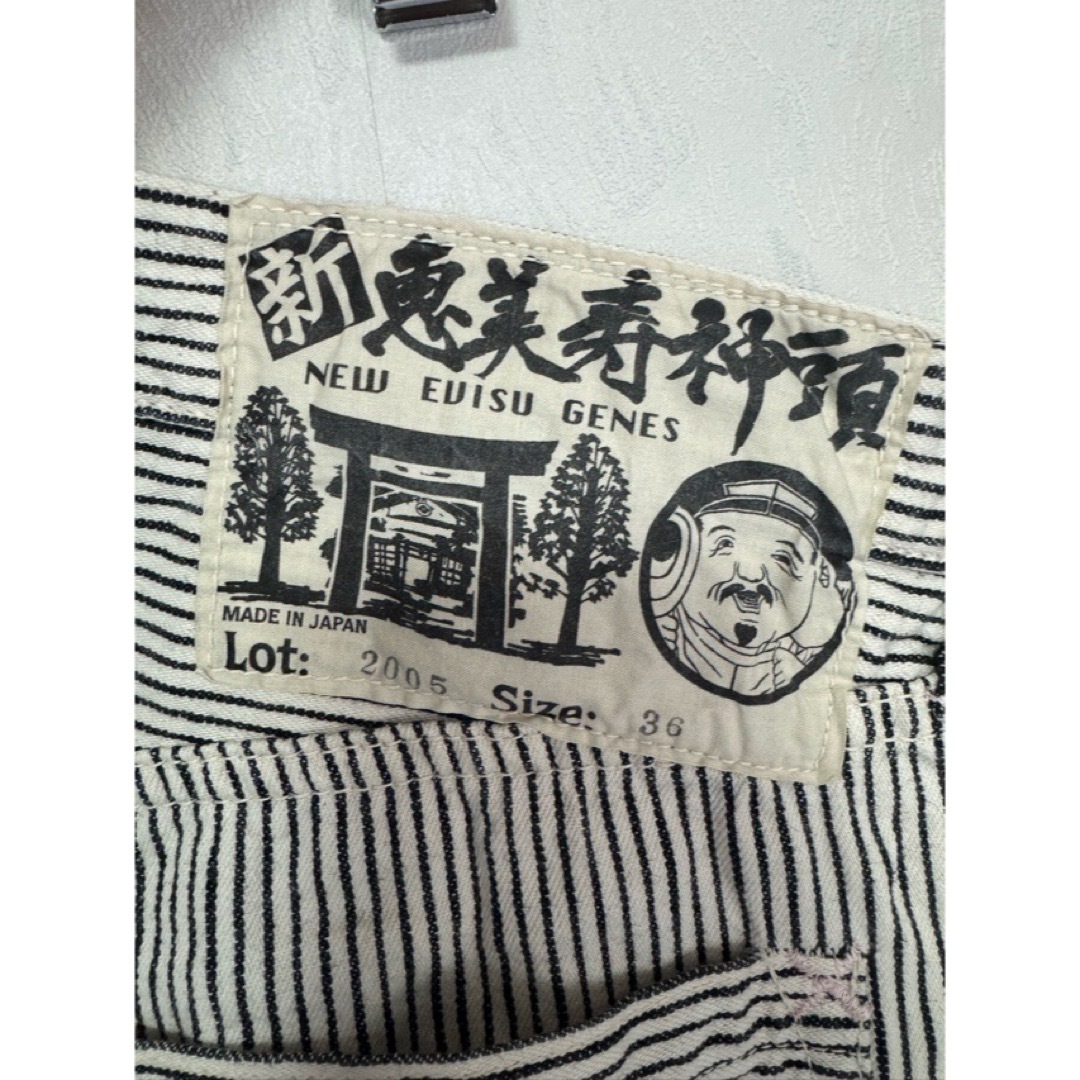 新恵美寿神頭
NEW EVISU GENES
MADE IN JAPAN
Lot: 2005 Size: 36